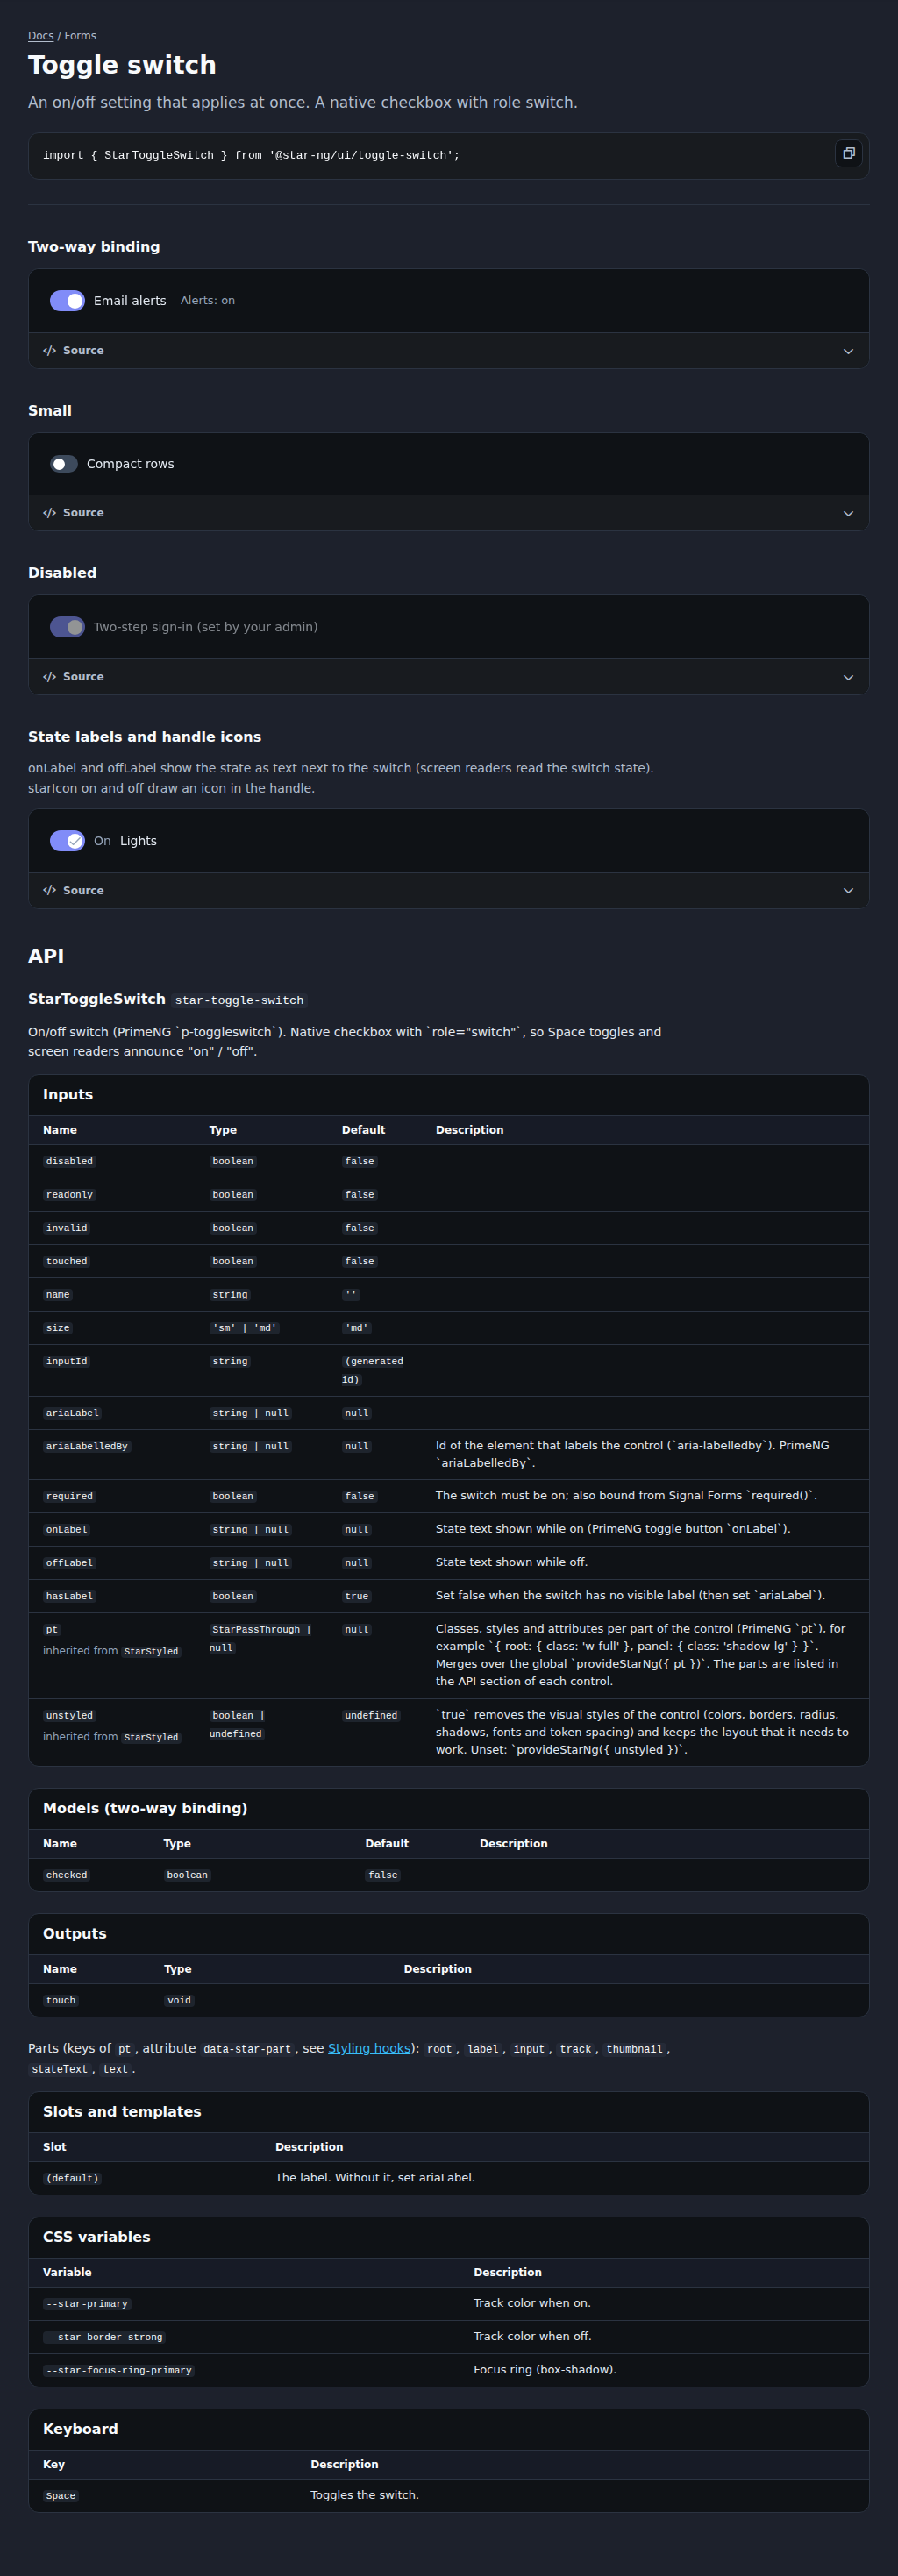 Docs / Forms
Toggle switch
An on/off setting that applies at once. A native checkbox with role switch.
import { StarToggleSwitch } from '@star-ng/ui/toggle-switch';
Two-way binding
Email alerts Alerts: on
Source
Small
Compact rows
Source
Disabled
Two-step sign-in (set by your admin)
Source
State labels and handle icons
onLabel and offLabel show the state as text next to the switch (screen readers read the switch state).
starIcon on and off draw an icon in the handle.
On Lights
Source
API
StarToggleSwitch star-toggle-switch
On/off switch (PrimeNG `p-toggleswitch`). Native checkbox with `role="switch"`, so Space toggles and
screen readers announce "on" / "off".
Inputs
Name Type Default Description
disabled boolean false
readonly boolean false
invalid boolean false
touched boolean false
name string ''
size 'sm' | 'md' 'md'
inputId string (generated
id)
ariaLabel string | null null
ariaLabelledBy string | null null Id of the element that labels the control (`aria-labelledby`). PrimeNG
`ariaLabelledBy`.
required boolean false The switch must be on; also bound from Signal Forms `required()`.
onLabel string | null null State text shown while on (PrimeNG toggle button `onLabel`).
offLabel string | null null State text shown while off.
hasLabel boolean true Set false when the switch has no visible label (then set `ariaLabel`).
pt StarPassThrough | null Classes, styles and attributes per part of the control (PrimeNG `pt`), for
inherited from StarStyled null example `{ root: { class: 'w-full' }, panel: { class: 'shadow-lg' } }`.
Merges over the global `provideStarNg({ pt })`. The parts are listed in
the API section of each control.
unstyled boolean | undefined `true` removes the visual styles of the control (colors, borders, radius,
inherited from StarStyled undefined shadows, fonts and token spacing) and keeps the layout that it needs to
work. Unset: `provideStarNg({ unstyled })`.
Models (two-way binding)
Name Type Default Description
checked boolean false
Outputs
Name Type Description
touch void
Parts (keys of pt, attribute data-star-part, see Styling hooks): root, label, input, track, thumbnail,
stateText, text.
Slots and templates
Slot Description
(default) The label. Without it, set ariaLabel.
CSS variables
Variable Description
--star-primary Track color when on.
--star-border-strong Track color when off.
--star-focus-ring-primary Focus ring (box-shadow).
Keyboard
Key Description
Space Toggles the switch.